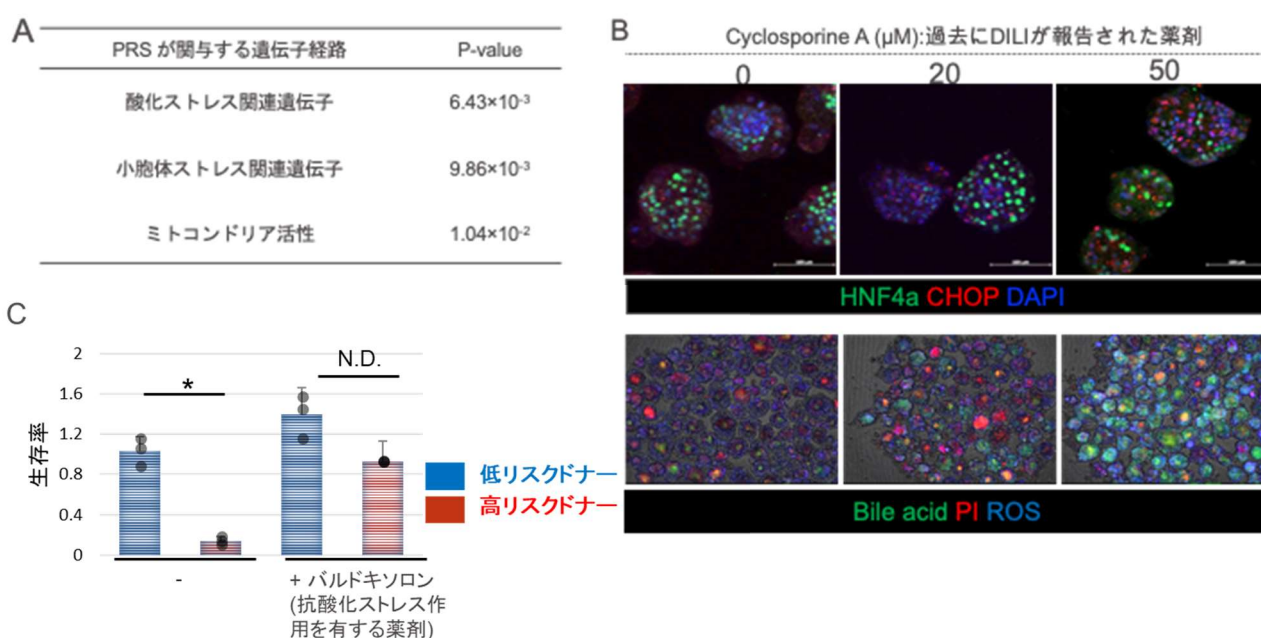 A
PRS が関与する遺伝子経路 P-value
酸化ストレス関連遺伝子 6.43×10-3
小胞体ストレス関連遺伝子 9.86×10-3
ミトコンドリア活性 1.04×10-2
B
Cyclosporine A (μM):過去にDILIが報告された薬剤
0 20 50
HNF4a CHOP DAPI
Bile acid PI ROS
C
生存率
2
1.6
1.2
0.8
0.4
0
*
N.D.
低リスクドナー
高リスクドナー
-
+ バルドキソロン
(抗酸化ストレス作
用を有する薬剤)